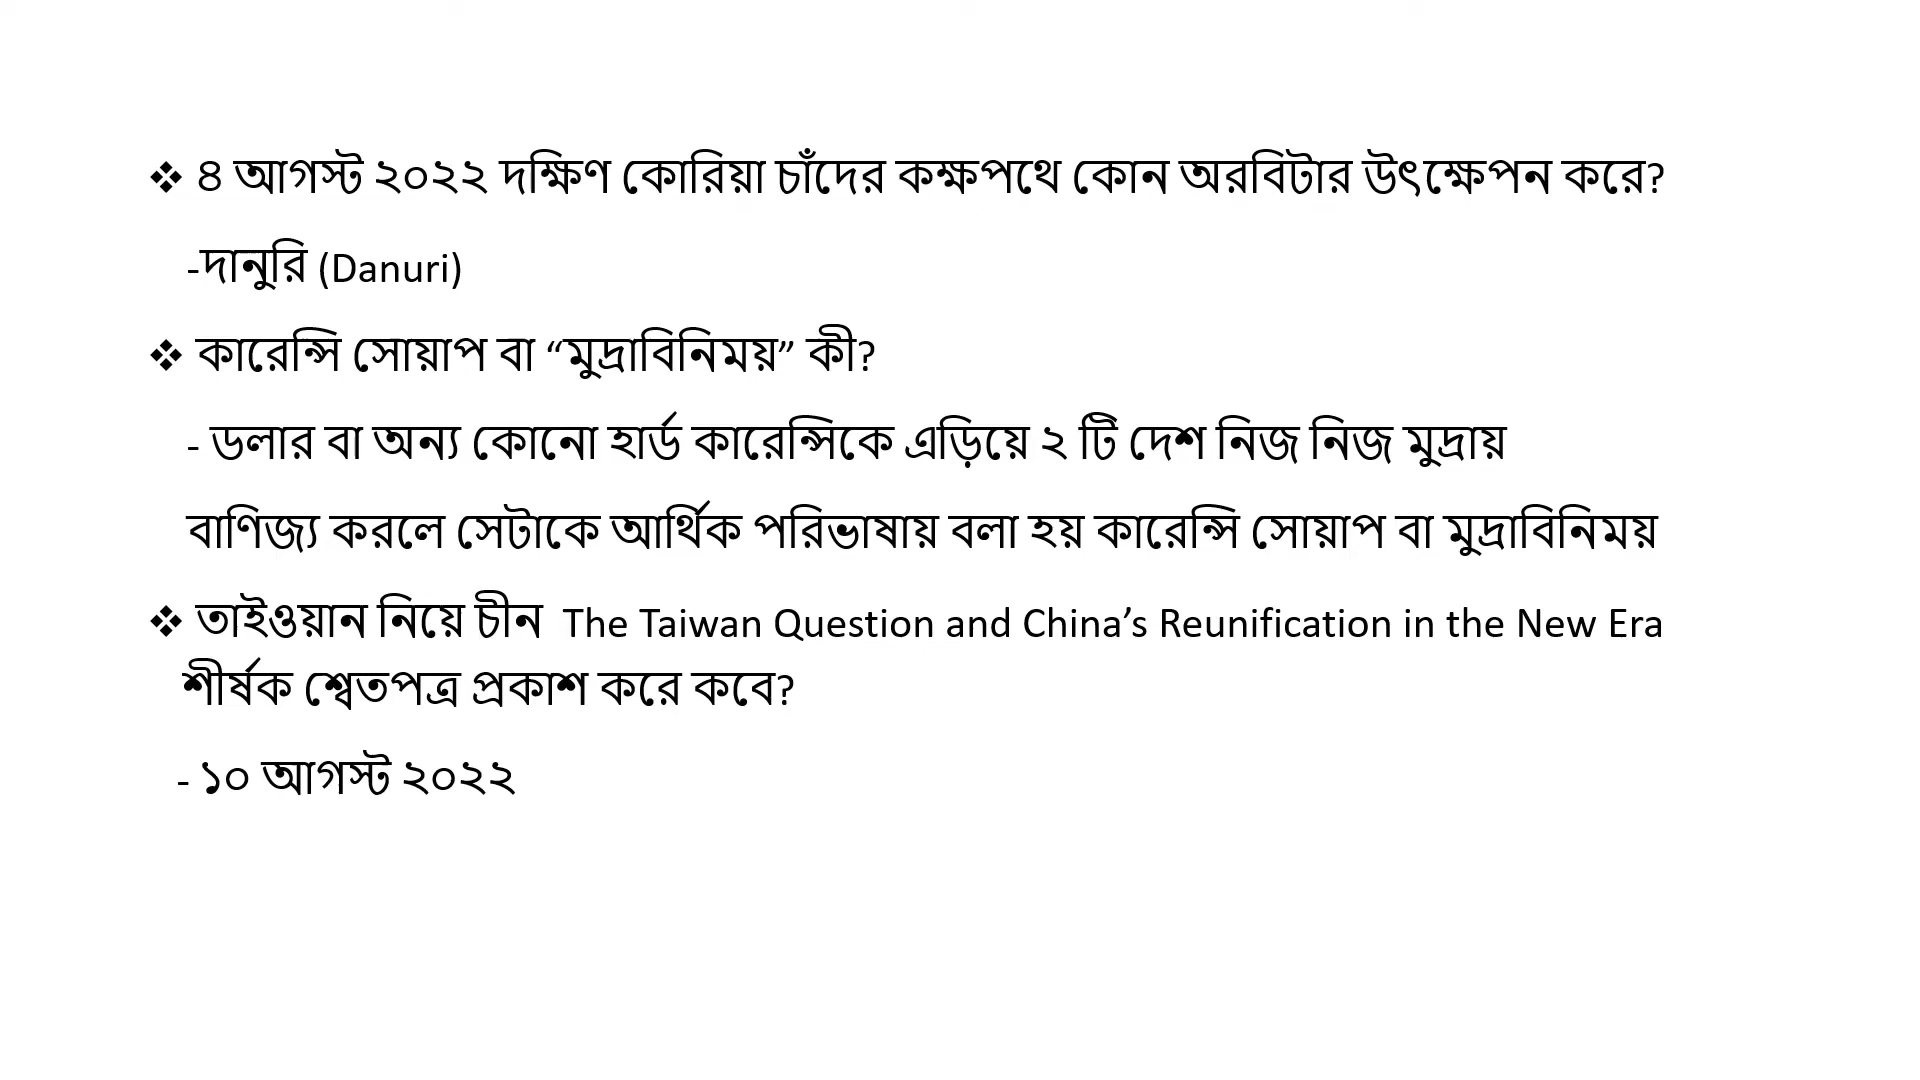 ❖ ৪ আগস্ট ২০২২ দক্ষিণ কোরিয়া চাঁদের কক্ষপথে কোন অরবিটার উৎক্ষেপন করে?
-দানুরি (Danuri)
❖ কারেন্সি সোয়াপ বা “মুদ্রাবিনিময়” কী?
- ডলার বা অন্য কোনো হার্ড কারেন্সিকে এড়িয়ে ২ টি দেশ নিজ নিজ মুদ্রায়
বাণিজ্য করলে সেটাকে আর্থিক পরিভাষায় বলা হয় কারেন্সি সোয়াপ বা মুদ্রাবিনিময়
❖ তাইওয়ান নিয়ে চীন The Taiwan Question and China’s Reunification in the New Era
শীর্ষক শ্বেতপত্র প্রকাশ করে কবে?
- ১০ আগস্ট ২০২২